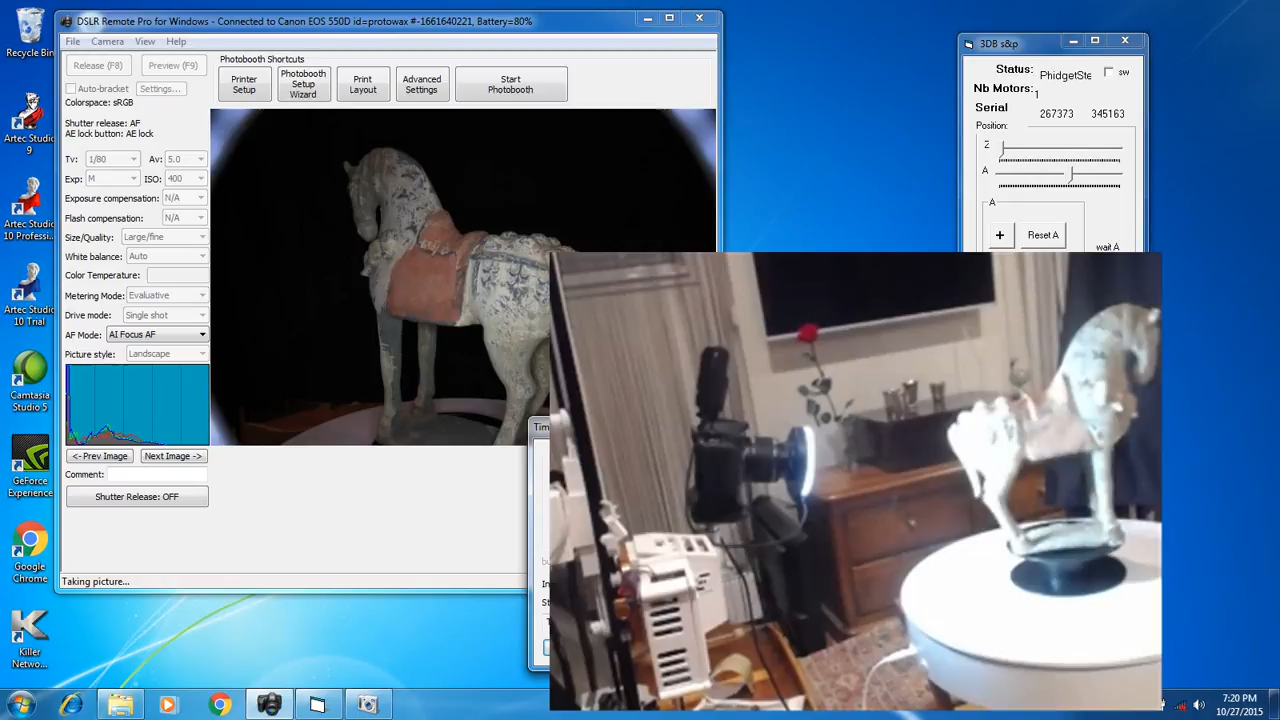 Recycle Bin
Artec Studio
9
Artec Studio
10 Professi...
Artec Studio
10 Trial
Camtasia
Studio 5
GeForce
Experience
Google
Chrome
Killer
Netwo...
DSLR Remote Pro for Windows - Connected to Canon EOS 550D id=protowax #-1661640221, Battery=80%
File Camera View Help
Release (F8) Preview (F9)
Auto-bracket Settings...
Colorspace: sRGB
Shutter release: AF
AE lock button: AE lock
Tv: 1/80 Av: 5.0
Exp: M ISO: 400
Exposure compensation: N/A
Flash compensation: N/A
Size/Quality: Large/fine
White balance: Auto
Color Temperature:
Metering Mode: Evaluative
Drive mode: Single shot
AF Mode: AI Focus AF
Picture style: Landscape
<- Prev Image Next Image ->
Comment:
Shutter Release: OFF
Taking picture...
Photobooth Shortcuts
Printer
Setup
Photobooth
Setup
Wizard
Print
Layout
Advanced
Settings
Start
Photobooth
3DB s&p
Status: PhidgetSte sw
Nb Motors: 1
Serial 267373 345163
Position:
Z
A
A
+ Reset A
wait A
7:20 PM
10/27/2015